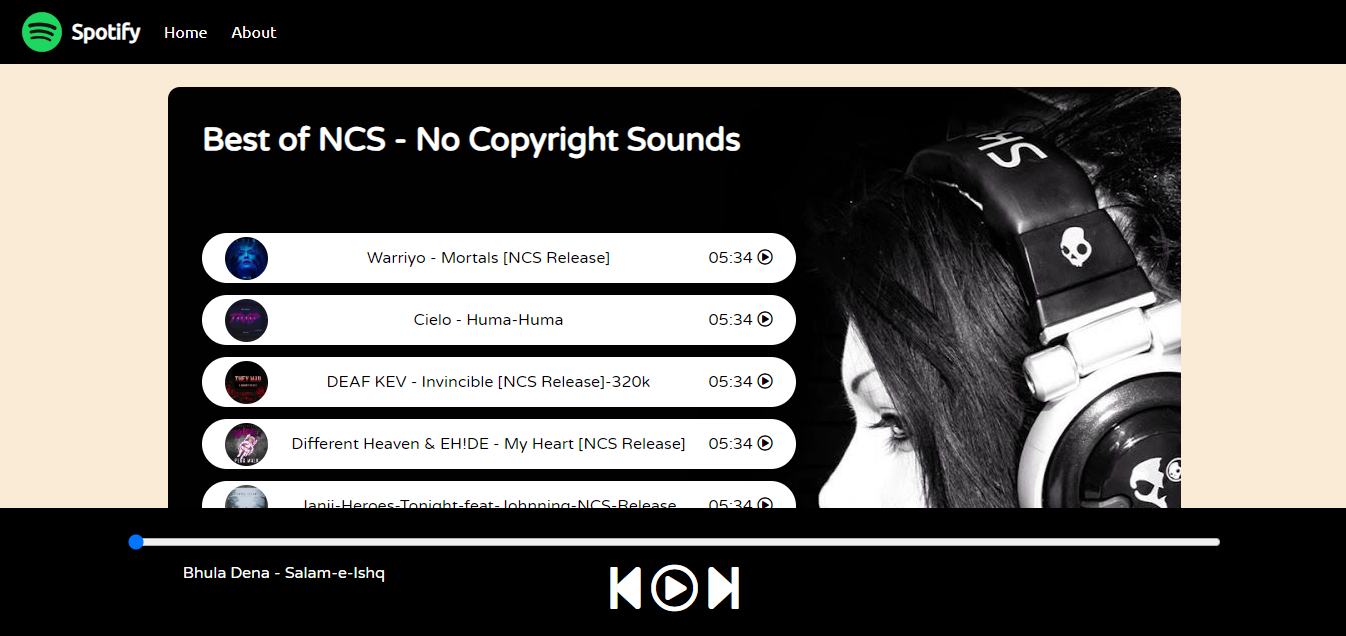 Spotify Home About
Best of NCS - No Copyright Sounds
Warriyo - Mortals [NCS Release] 05:34
Cielo - Huma-Huma 05:34
DEAF KEV - Invincible [NCS Release]-320k 05:34
Different Heaven & EH!DE - My Heart [NCS Release] 05:34
Janji-Heroes-Tonight-feat-Johnning-NCS-Release 05:34
Bhula Dena - Salam-e-Ishq